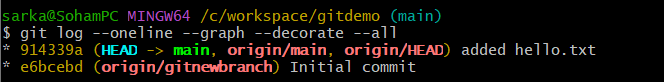 sarka@SohamPC MINGW64 /c/workspace/gitdemo (main)
$ git log --oneline --graph --decorate --all
* 914339a (HEAD -> main, origin/main, origin/HEAD) added hello.txt
* e6bcebd (origin/gitnewbranch) Initial commit